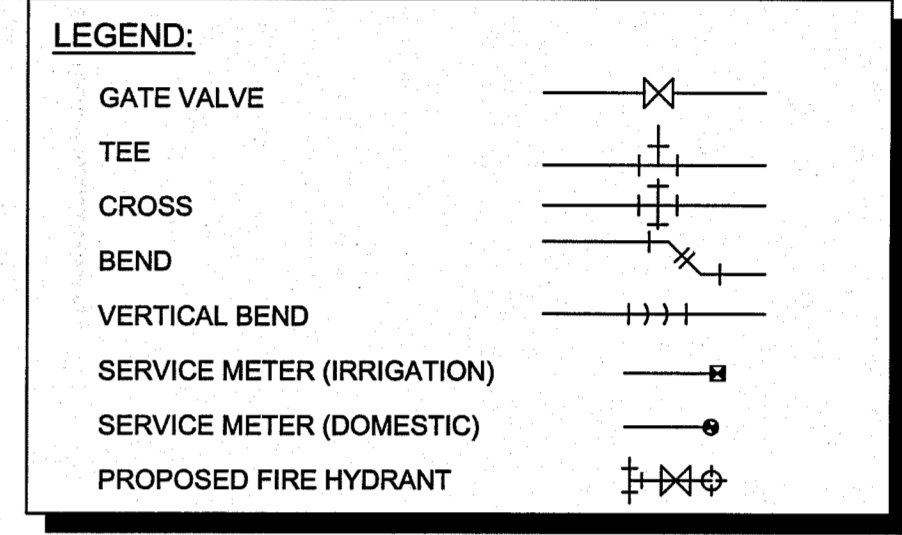 LEGEND:
GATE VALVE
TEE
CROSS
BEND
VERTICAL BEND
SERVICE METER (IRRIGATION)
SERVICE METER (DOMESTIC)
PROPOSED FIRE HYDRANT